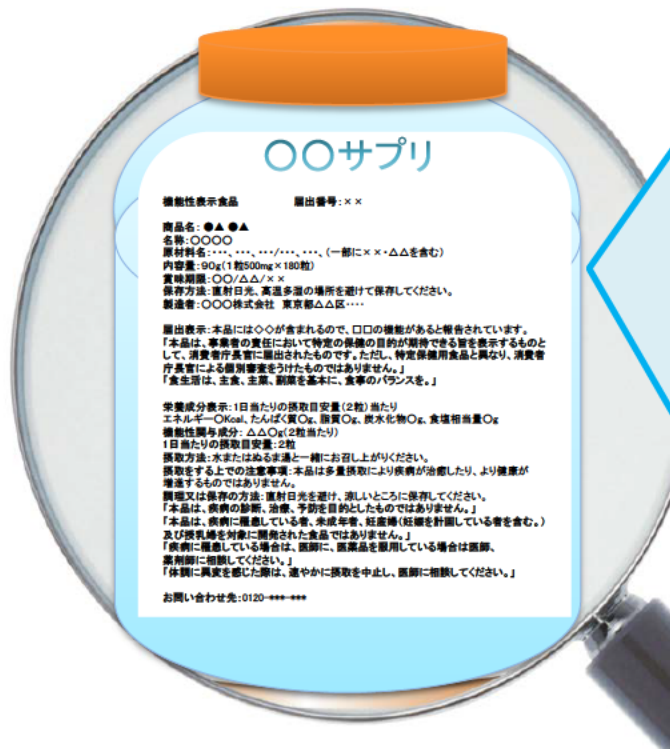 〇〇サプリ
機能性表示食品 届出番号:××
商品名:●▲ ●▲
名称:〇〇〇〇
原材料名:・・・、・・・、・・・/・・・、・・・、(一部に××・△△を含む)
内容量:90g(1粒500mg×180粒)
賞味期限:〇〇/△△/××
保存方法:直射日光、高温多湿の場所を避けて保存してください。
製造者:〇〇〇株式会社 東京都△△区・・・・
届出表示:本品には◇◇が含まれるので、□□の機能があると報告されています。
「本品は、事業者の責任において特定の保健の目的が期待できる旨を表示するものと
して、消費者庁長官に届出されたものです。ただし、特定保健用食品と異なり、消費者
庁長官による個別審査をうけたものではありません。」
「食生活は、主食、主菜、副菜を基本に、食事のバランスを。」
栄養成分表示:1日当たりの摂取目安量(2粒)当たり
エネルギー〇Kcal、たんぱく質〇g、脂質〇g、炭水化物〇g、食塩相当量〇g
機能性関与成分:△△〇g(2粒当たり)
1日当たりの摂取目安量:2粒
摂取方法:水またはぬるま湯と一緒にお召し上がりください。
摂取をする上での注意事項:本品は多量摂取により疾病が治癒したり、より健康が
増進するものではありません。
調理又は保存の方法:直射日光を避け、涼しいところに保存してください。
「本品は、疾病の診断、治療、予防を目的としたものではありません。」
「本品は、疾病に罹患している者、未成年者、妊産婦(妊娠を計画している者を含む。)
及び授乳婦を対象に開発された食品ではありません。」
「疾病に罹患している場合は、医師に、医薬品を服用している場合は医師、
薬剤師に相談してください。」
「体調に異変を感じた際は、速やかに摂取を中止し、医師に相談してください。」
お問い合わせ先:0120-***-***